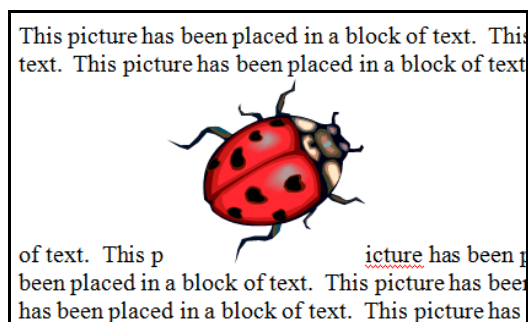 This picture has been placed in a block of text.  This
text.  This picture has been placed in a block of text
of text.  This p icture has been p
been placed in a block of text.  This picture has been
has been placed in a block of text.  This picture has